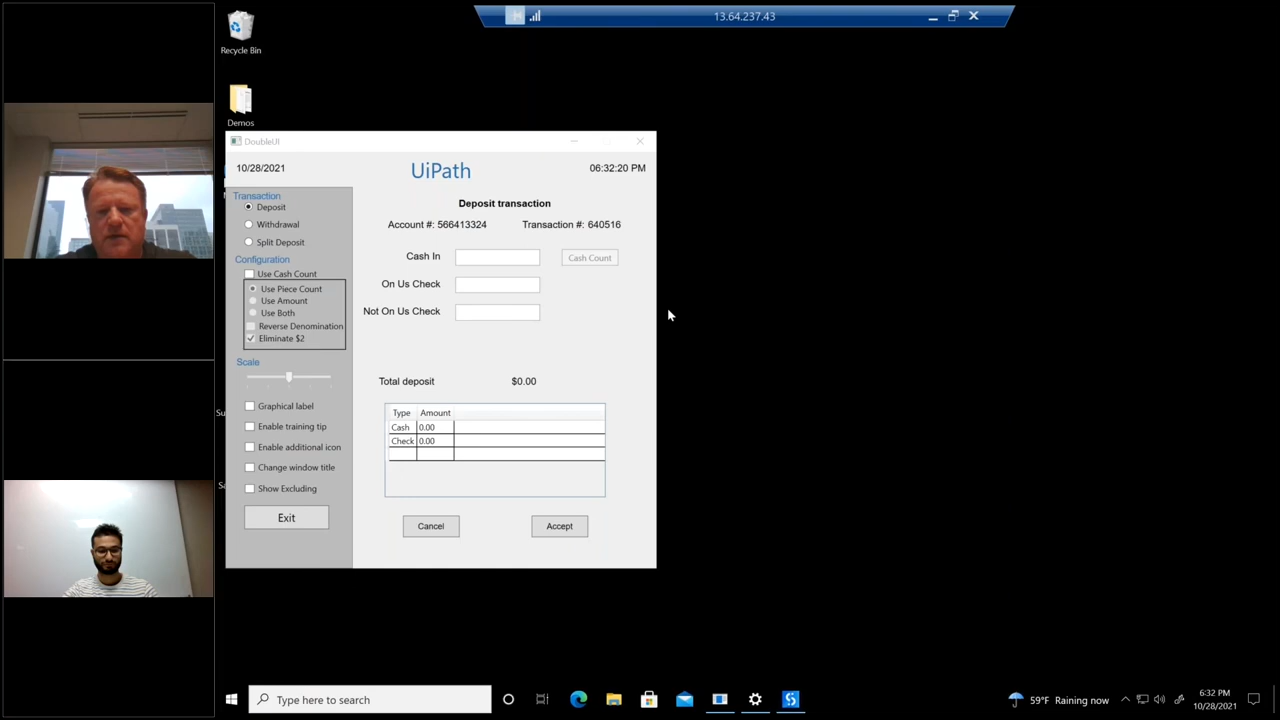 13.64.237.43
Recycle Bin
Demos
DoubleUI
10/28/2021
UiPath
06:32:20 PM
Transaction
Deposit
Withdrawal
Split Deposit
Configuration
Use Cash Count
Use Piece Count
Use Amount
Use Both
Reverse Denomination
Eliminate $2
Scale
Graphical label
Enable training tip
Enable additional icon
Change window title
Show Excluding
Exit
Deposit transaction
Account #: 566413324 Transaction #: 640516
Cash In
Cash Count
On Us Check
Not On Us Check
Total deposit $0.00
Type Amount
Cash 0.00
Check 0.00
Cancel Accept
Su
Type here to search
59°F Raining now
6:32 PM
10/28/2021